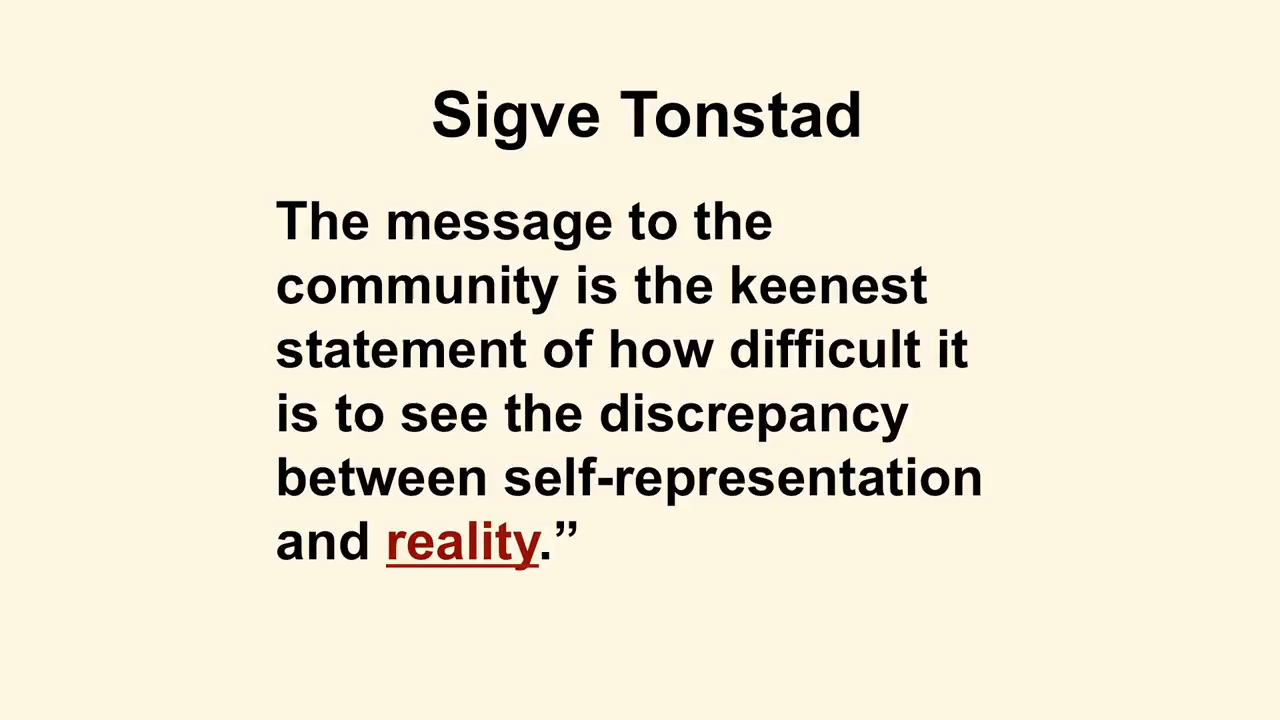 Sigve Tonstad
The message to the
community is the keenest
statement of how difficult it
is to see the discrepancy
between self-representation
and reality.”